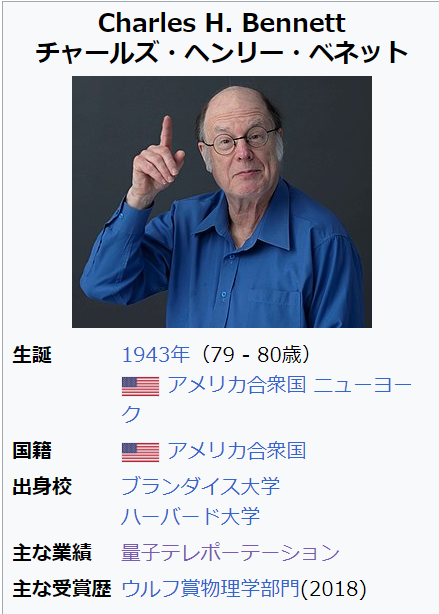 Charles H. Bennett
チャールズ・ヘンリー・ベネット
生誕 1943年（79 - 80歳）
アメリカ合衆国 ニューヨー
ク
国籍 アメリカ合衆国
出身校 ブランダイス大学
ハーバード大学
主な業績 量子テレポーテーション
主な受賞歴 ウルフ賞物理学部門(2018)